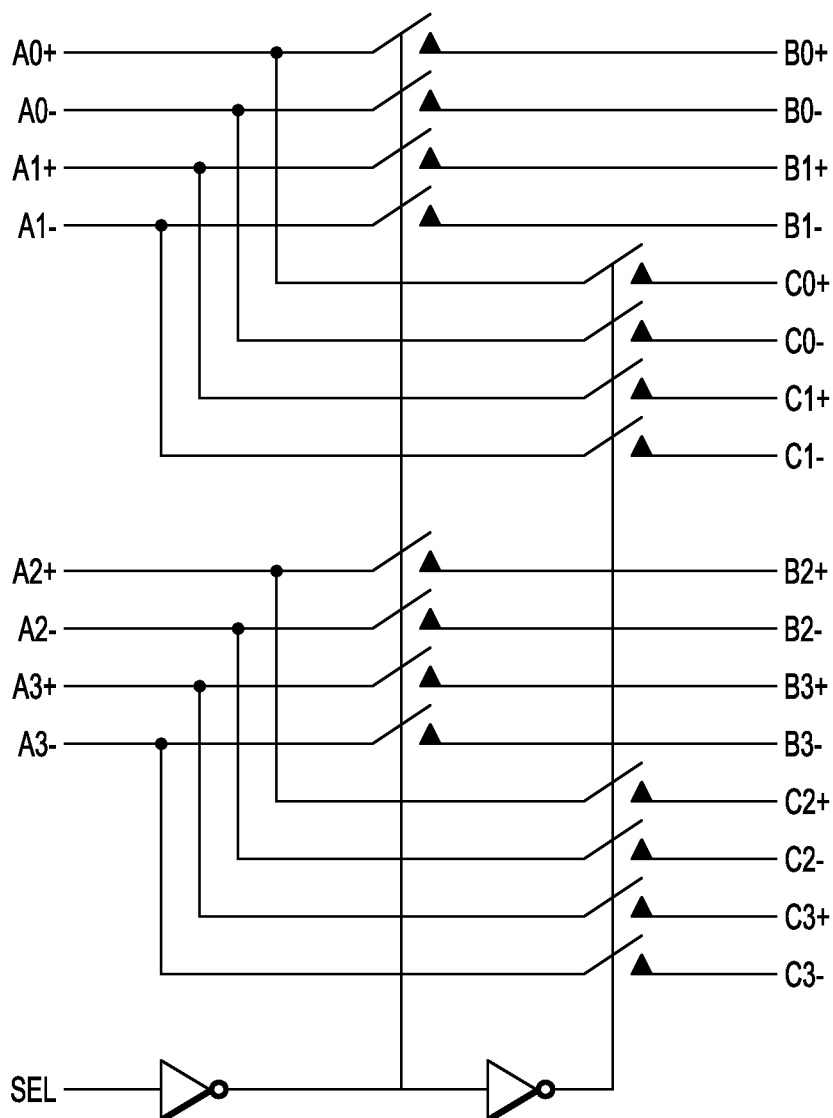 A0+ B0+
A0- B0-
A1+ B1+
A1- B1-
C0+
C0-
C1+
C1-
A2+ B2+
A2- B2-
A3+ B3+
A3- B3-
C2+
C2-
C3+
C3-
SEL